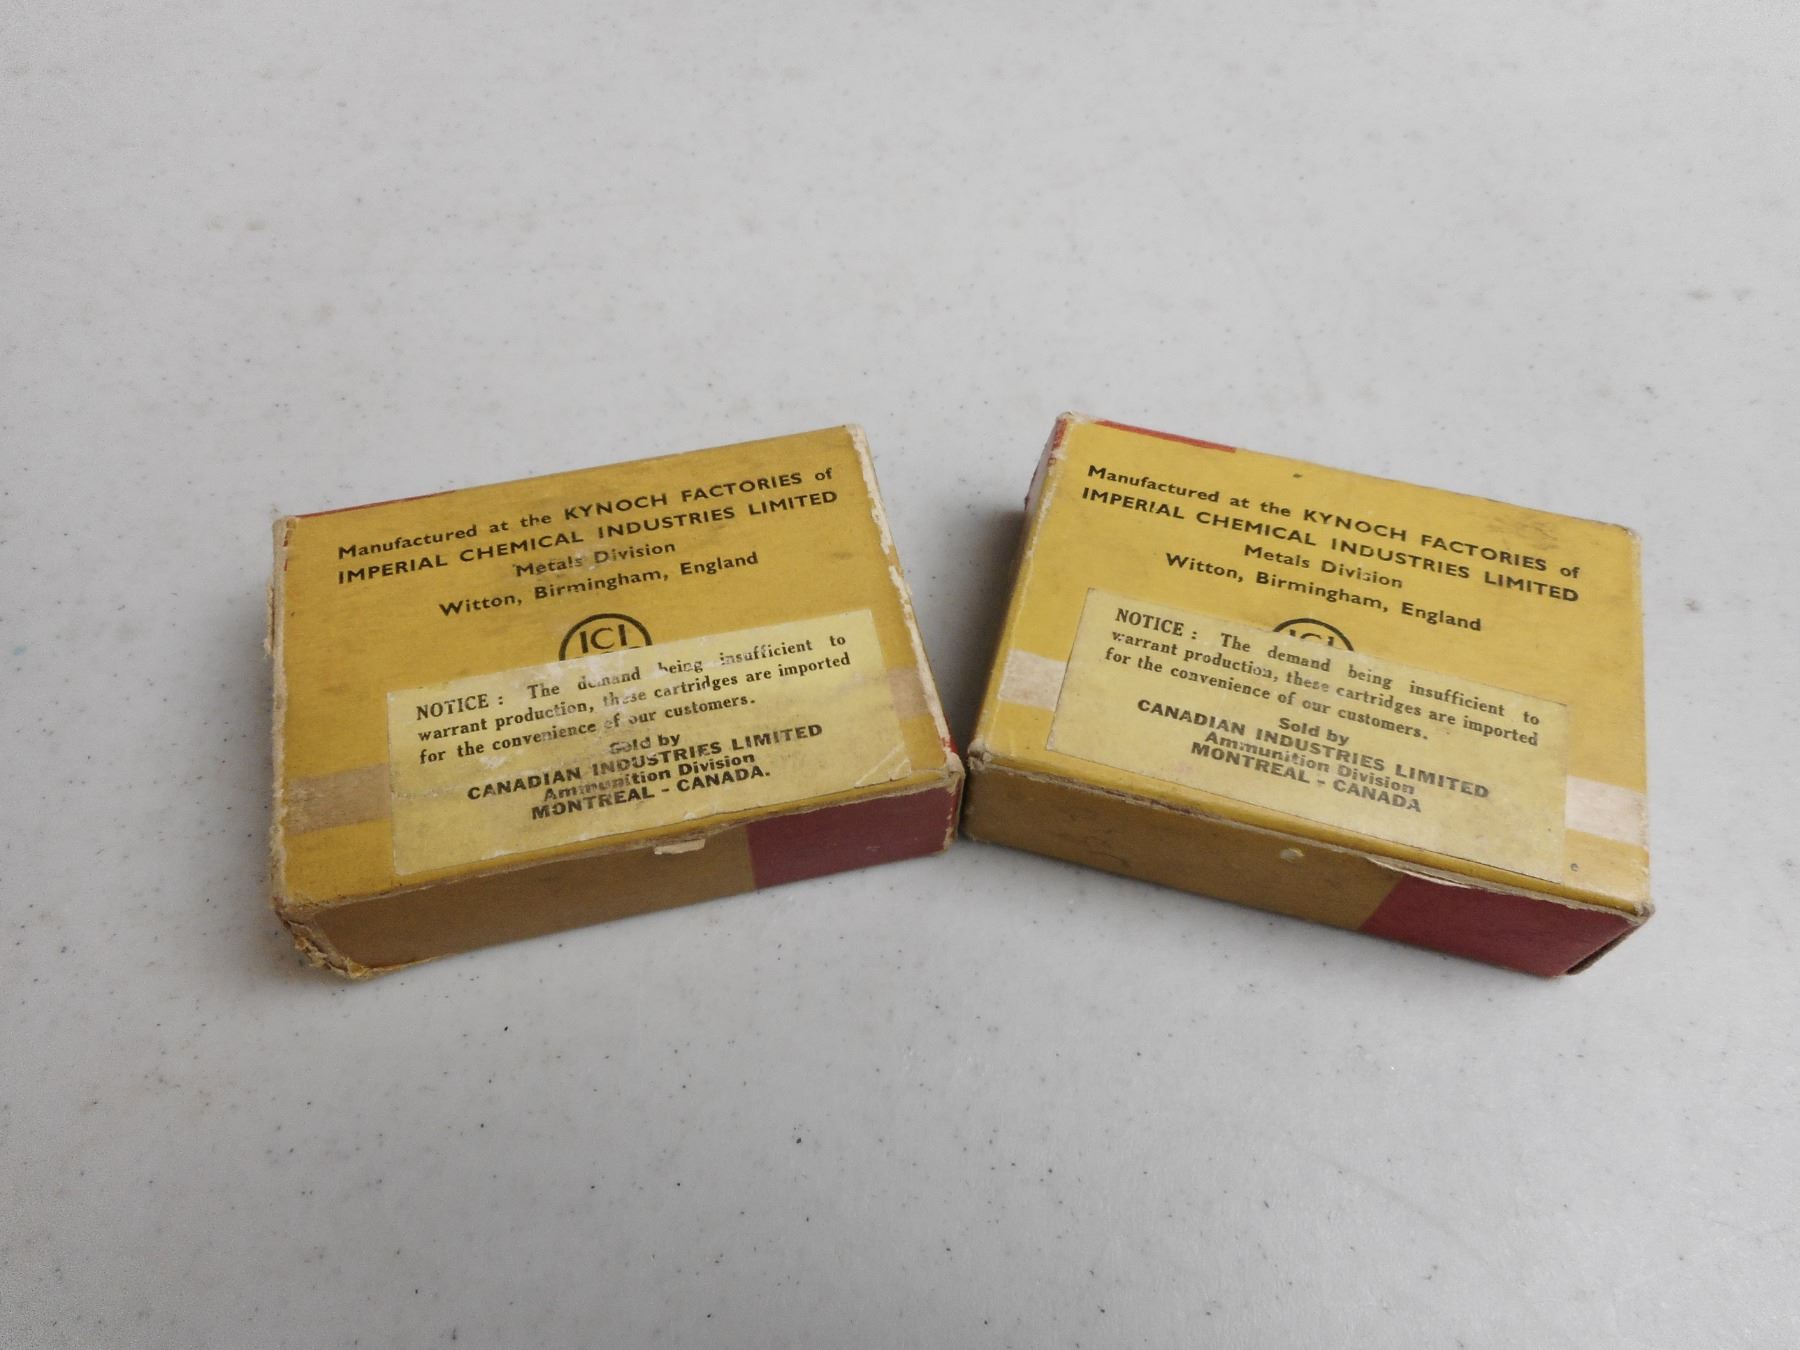 Manufactured at the KYNOCH FACTORIES of
IMPERIAL CHEMICAL INDUSTRIES LIMITED
Metals Division
Witton, Birmingham, England
ICI
NOTICE : The demand being insufficient to
warrant production, these cartridges are imported
for the convenience of our customers.
Sold by
CANADIAN INDUSTRIES LIMITED
Ammunition Division
MONTREAL - CANADA.
Manufactured at the KYNOCH FACTORIES of
IMPERIAL CHEMICAL INDUSTRIES LIMITED
Metals Division
Witton, Birmingham, England
ICI
NOTICE : The demand being insufficient to
warrant production, these cartridges are imported
for the convenience of our customers.
Sold by
CANADIAN INDUSTRIES LIMITED
Ammunition Division
MONTREAL - CANADA